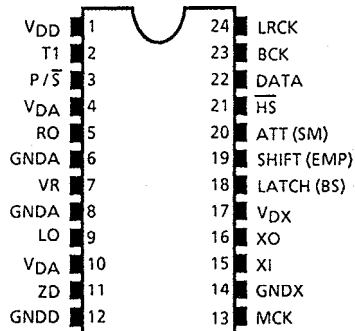 VDD 1 24 LRCK
T1 2 23 BCK
P/S̅ 3 22 DATA
VDA 4 21 H̅S̅
RO 5 20 ATT (SM)
GNDA 6 19 SHIFT (EMP)
VR 7 18 LATCH (BS)
GNDA 8 17 VDX
LO 9 16 XO
VDA 10 15 XI
ZD 11 14 GNDX
GNDD 12 13 MCK